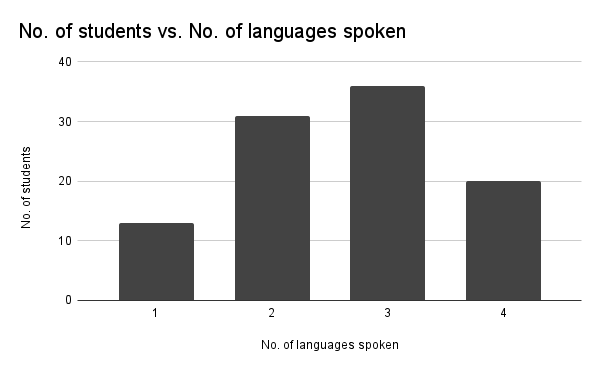 No. of students vs. No. of languages spoken
40
30
20
10
0
No. of students
1 2 3 4
No. of languages spoken